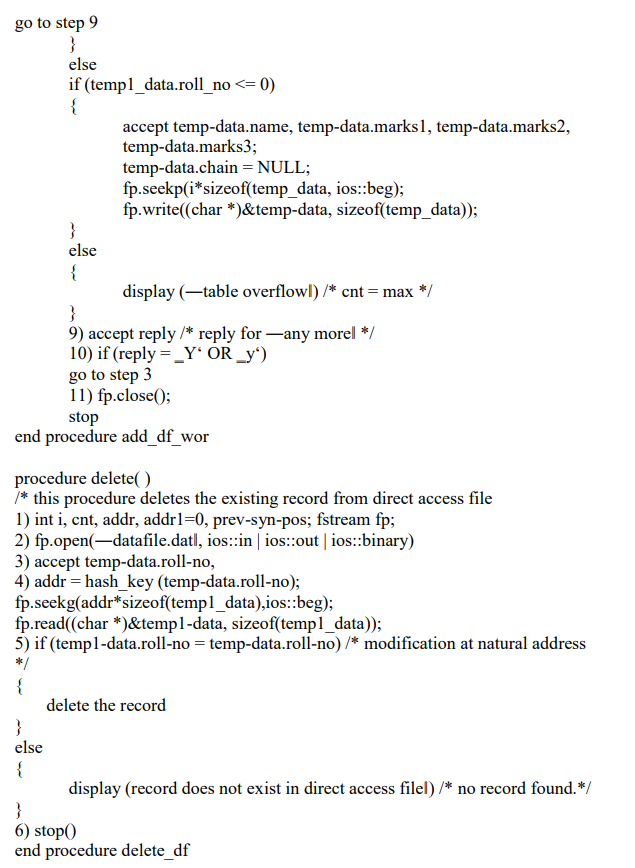 go to step 9
}
else
if (temp1_data.roll_no <= 0)
{
accept temp-data.name, temp-data.marks1, temp-data.marks2,
temp-data.marks3;
temp-data.chain = NULL;
fp.seekp(i*sizeof(temp_data, ios::beg);
fp.write((char *)&temp-data, sizeof(temp_data));
}
else
{
display (―table overflow‖) /* cnt = max */
}
9) accept reply /* reply for ―any more‖ */
10) if (reply = _Y‘ OR _y‘)
go to step 3
11) fp.close();
stop
end procedure add_df_wor
procedure delete( )
/* this procedure deletes the existing record from direct access file
1) int i, cnt, addr, addr1=0, prev-syn-pos; fstream fp;
2) fp.open(―datafile.dat‖, ios::in | ios::out | ios::binary)
3) accept temp-data.roll-no,
4) addr = hash_key (temp-data.roll-no);
fp.seekg(addr*sizeof(temp1_data),ios::beg);
fp.read((char *)&temp1-data, sizeof(temp1_data));
5) if (temp1-data.roll-no = temp-data.roll-no) /* modification at natural address
*/
{
delete the record
}
else
{
display (record does not exist in direct access file‖) /* no record found.*/
}
6) stop()
end procedure delete_df